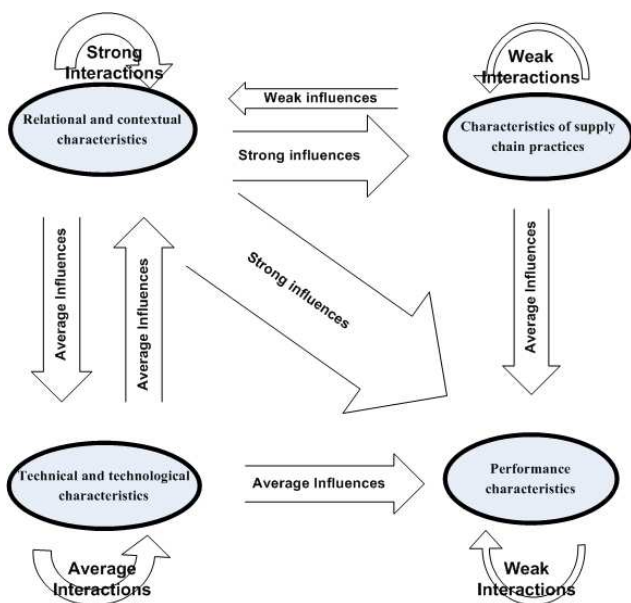 Strong
Interactions
Weak
Interactions
Relational and contextual
characteristics
Weak influences
Characteristics of supply
chain practices
Strong influences
Average Influences
Average Influences
Strong influences
Average Influences
Technical and technological
characteristics
Average Influences
Performance
characteristics
Average
Interactions
Weak
Interactions